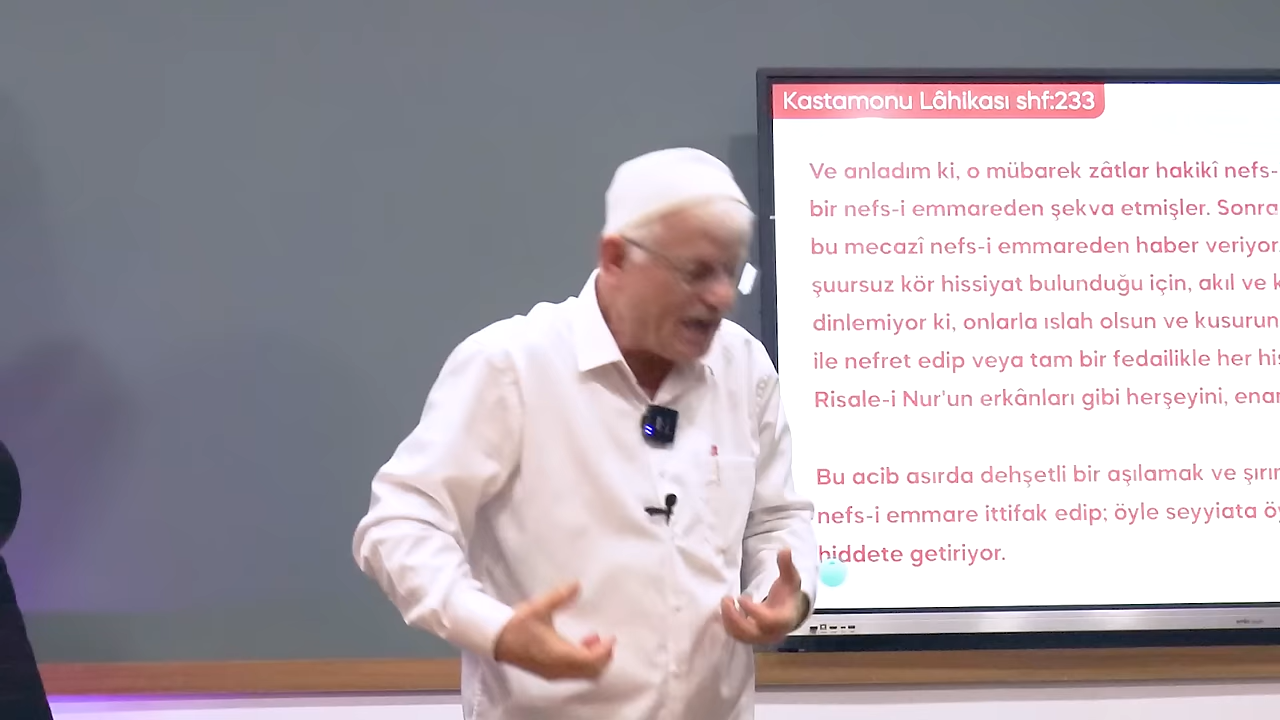 Kastamonu Lâhikası shf:233
Ve anladım ki, o mübarek zâtlar hakikî nefs-
bir nefs-i emmareden şekva etmişler. Sonra
bu mecazî nefs-i emmareden haber veriyor.
şuursuz kör hissiyat bulunduğu için, akıl ve k
dinlemiyor ki, onlarla ıslah olsun ve kusurun
ile nefret edip veya tam bir fedailikle her his
Risale-i Nur'un erkânları gibi herşeyini, enan
Bu acib asırda dehşetli bir aşılamak ve şırın
nefs-i emmare ittifak edip; öyle seyyiata öy
hiddete getiriyor.